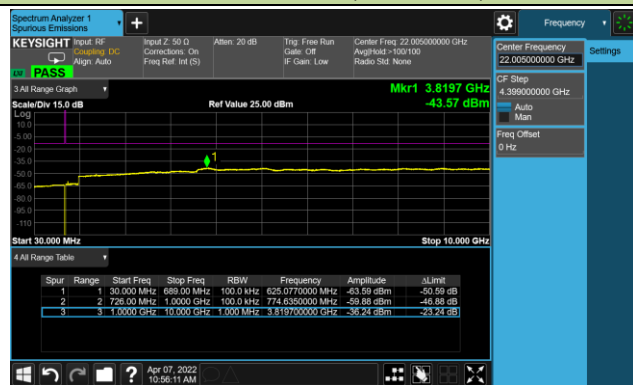 Spectrum Analyzer 1
Spurious Emissions
Frequency
KEYSIGHT Input: RF Input Z: 50 Ω Atten: 20 dB Trig: Free Run Center Freq: 22.005000000 GHz
Coupling: DC Corrections: On Gate: Off Avg|Hold:>100/100
Align: Auto Freq Ref: Int (S) IF Gain: Low Radio Std: None
PASS
Center Frequency
22.005000000 GHz
Settings
CF Step
4.399000000 GHz
Auto
Man
Freq Offset
0 Hz
3 All Range Graph
Mkr1 3.8197 GHz
Scale/Div 15.0 dB Ref Value 25.00 dBm -43.57 dBm
Log
10.0
-5.00
-20.0
-35.0
-50.0
-65.0
-80.0
-95.0
-110
1
Start 30.000 MHz Stop 10.000 GHz
4 All Range Table
Spur Range Start Freq Stop Freq RBW Frequency Amplitude ΔLimit
1 1 30.000 MHz 689.00 MHz 100.0 kHz 625.0770000 MHz -63.59 dBm -50.59 dB
2 2 726.00 MHz 1.0000 GHz 100.0 kHz 774.6350000 MHz -59.88 dBm -46.88 dB
3 3 1.0000 GHz 10.000 GHz 1.000 MHz 3.819700000 GHz -36.24 dBm -23.24 dB
Apr 07, 2022
10:56:11 AM